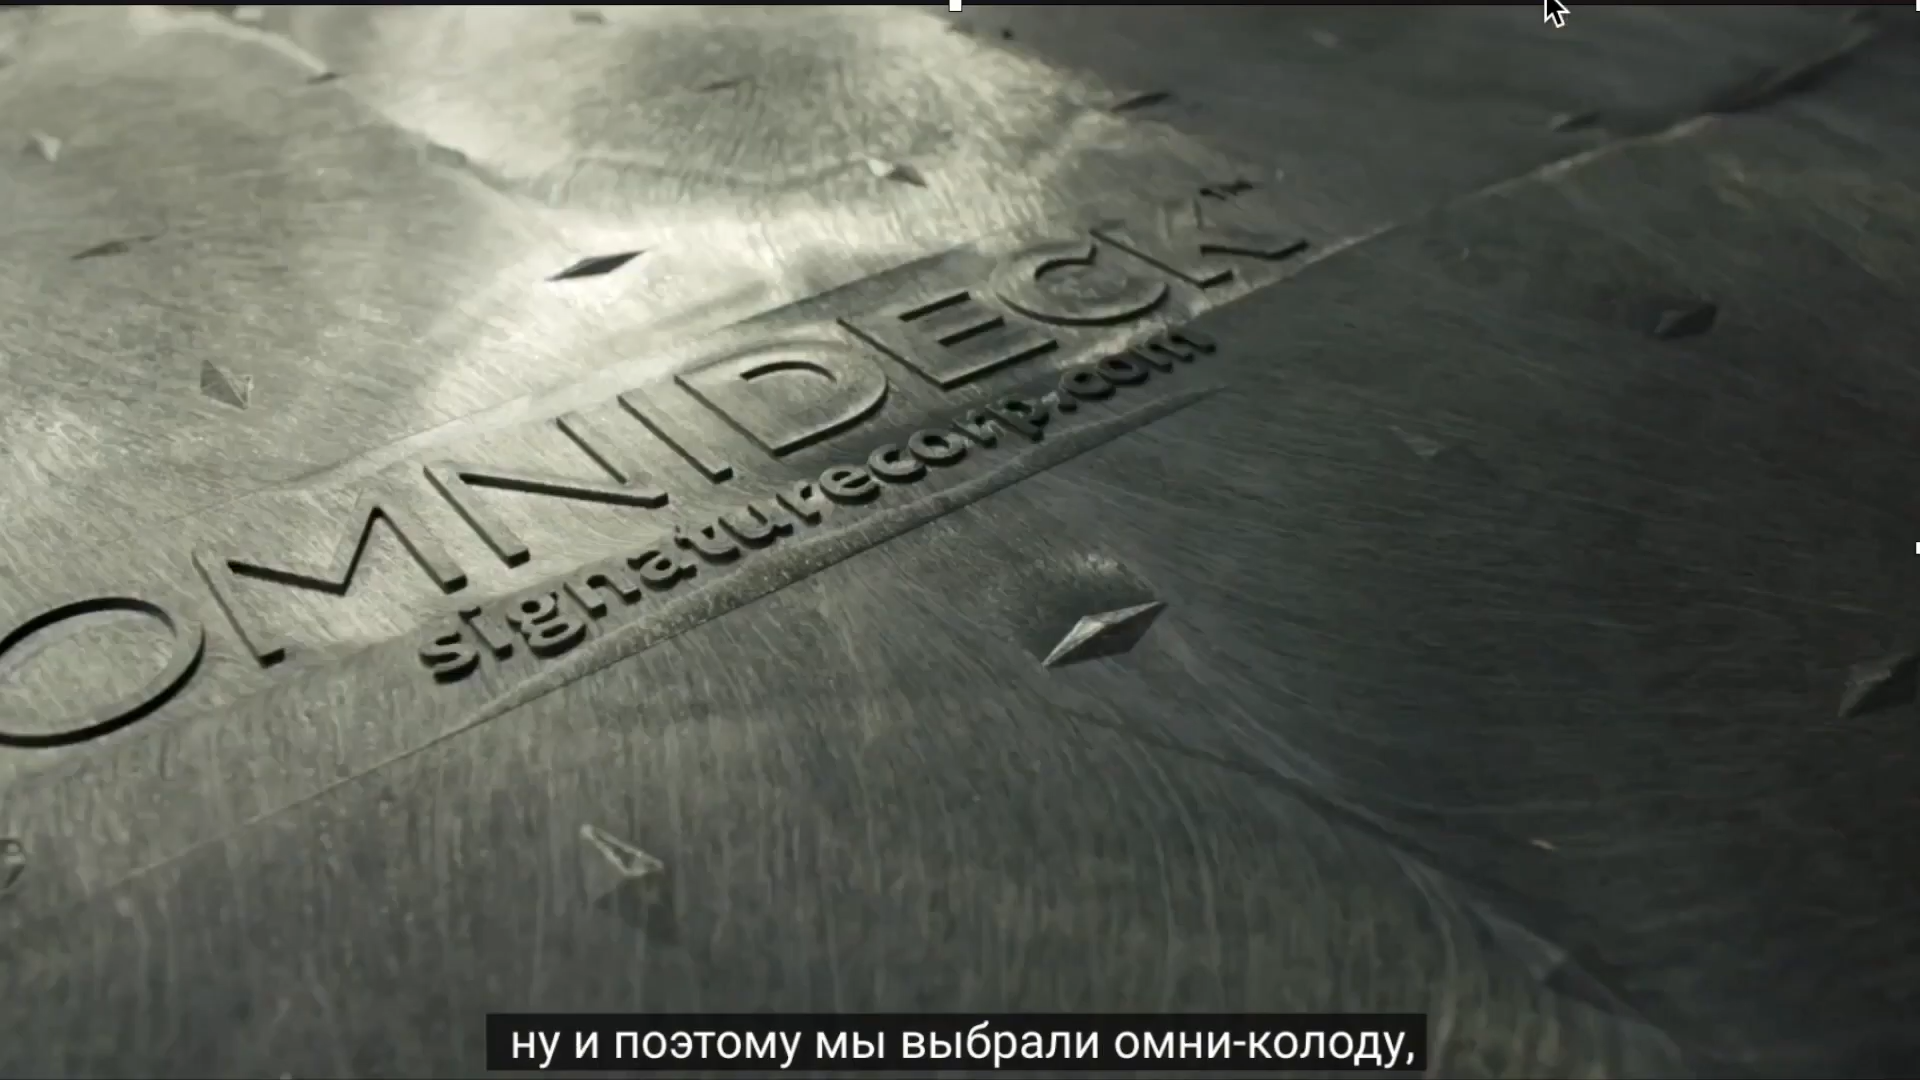 OMNIDECK™
signaturecorp.com
ну и поэтому мы выбрали омни-колоду,